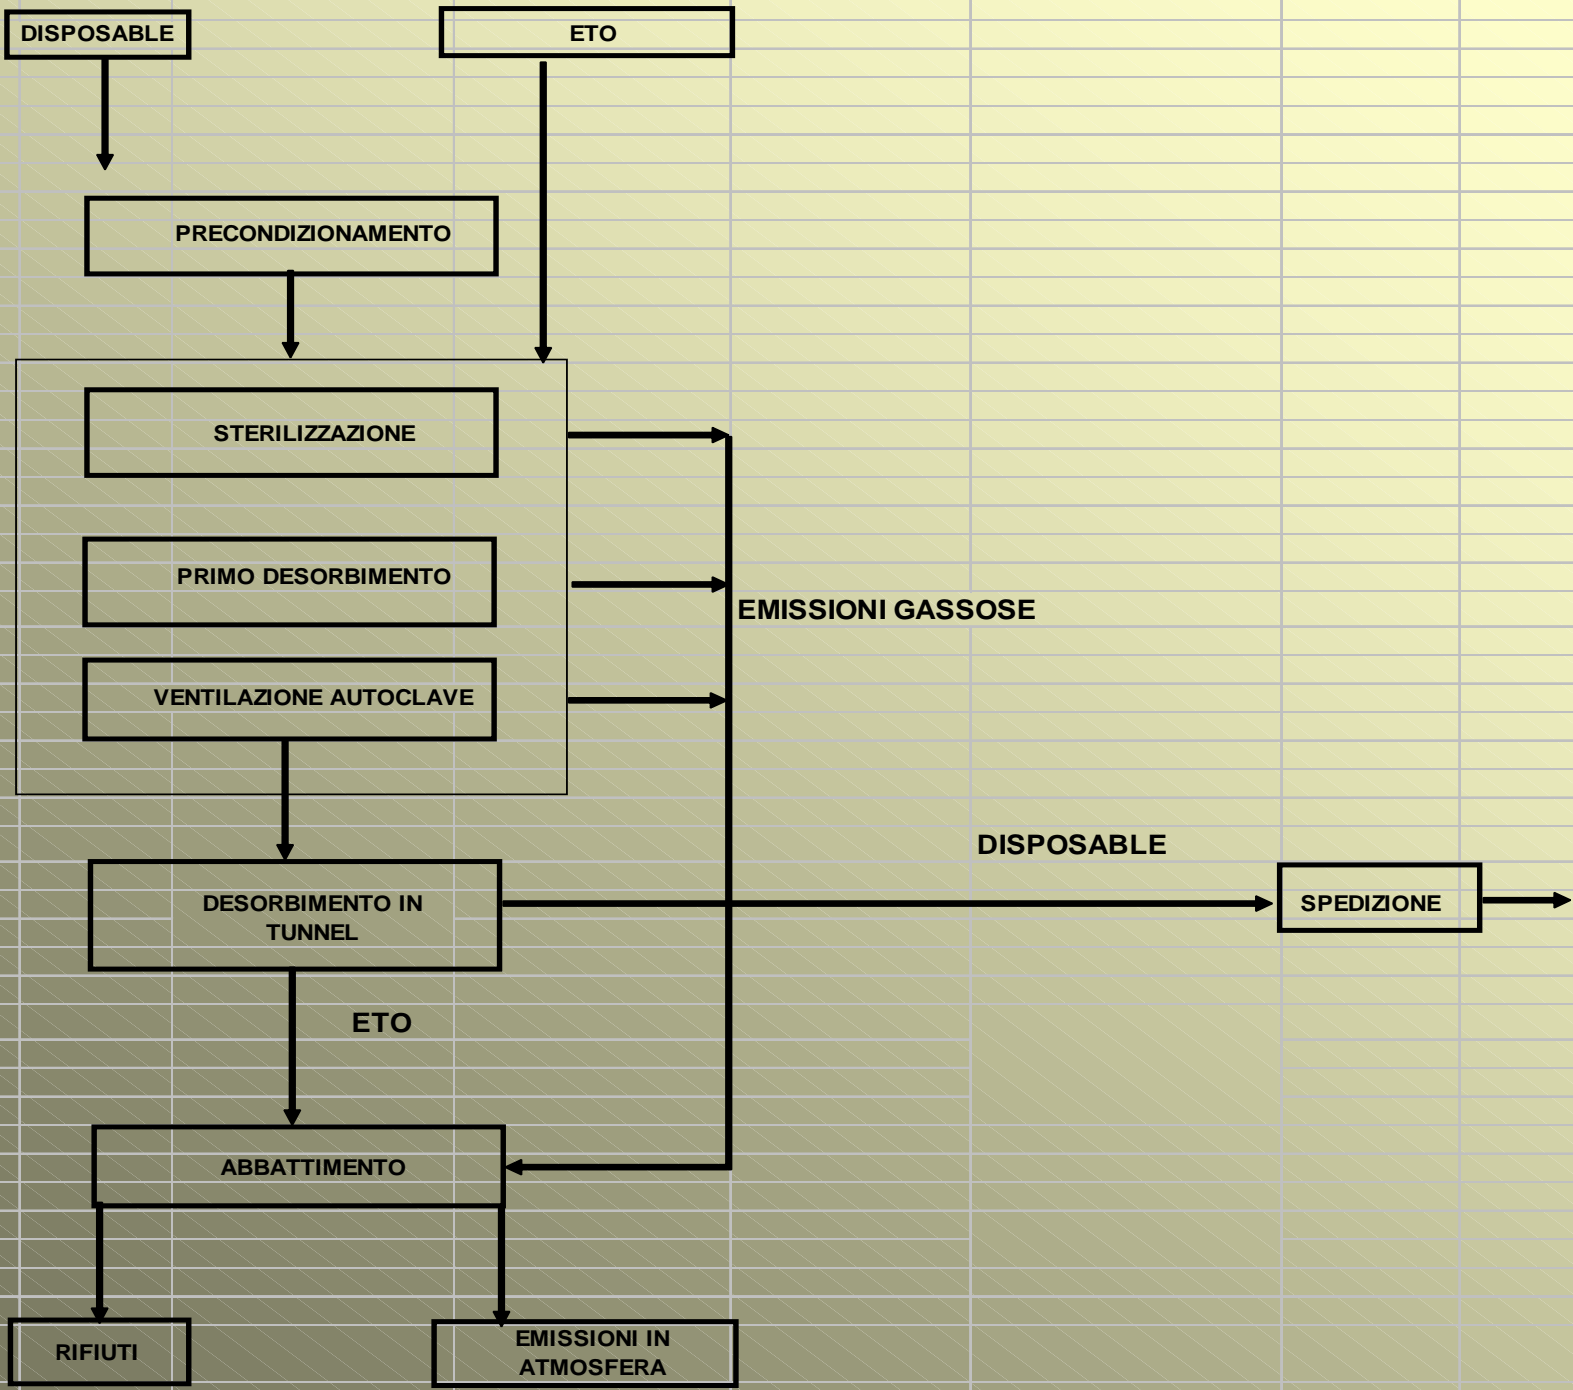 DISPOSABLE
ETO
PRECONDIZIONAMENTO
STERILIZZAZIONE
PRIMO DESORBIMENTO
EMISSIONI GASSOSE
VENTILAZIONE AUTOCLAVE
DISPOSABLE
DESORBIMENTO IN
TUNNEL
SPEDIZIONE
ETO
ABBATTIMENTO
RIFIUTI
EMISSIONI IN
ATMOSFERA